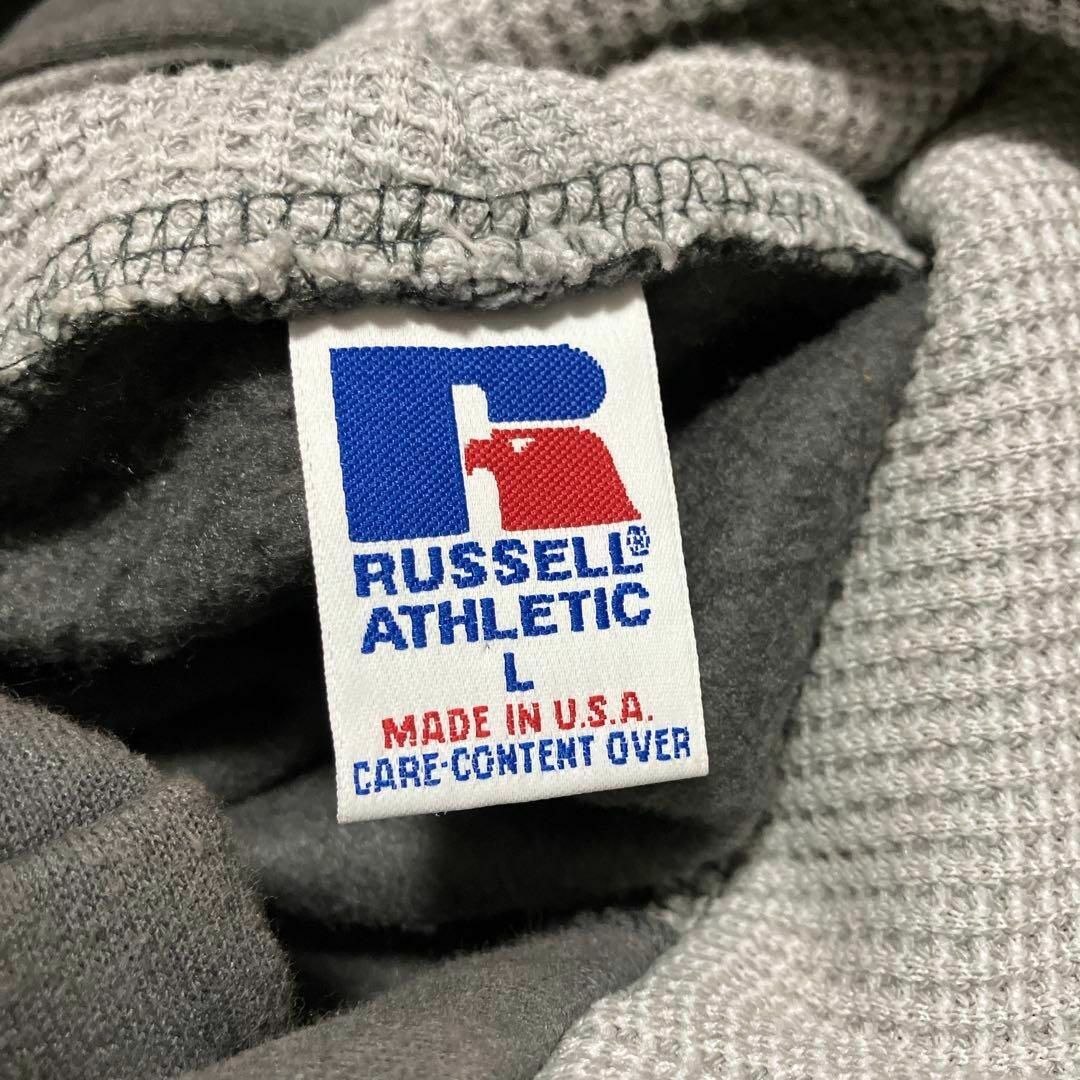 RUSSELL®
ATHLETIC
L
MADE IN U.S.A.
CARE-CONTENT OVER